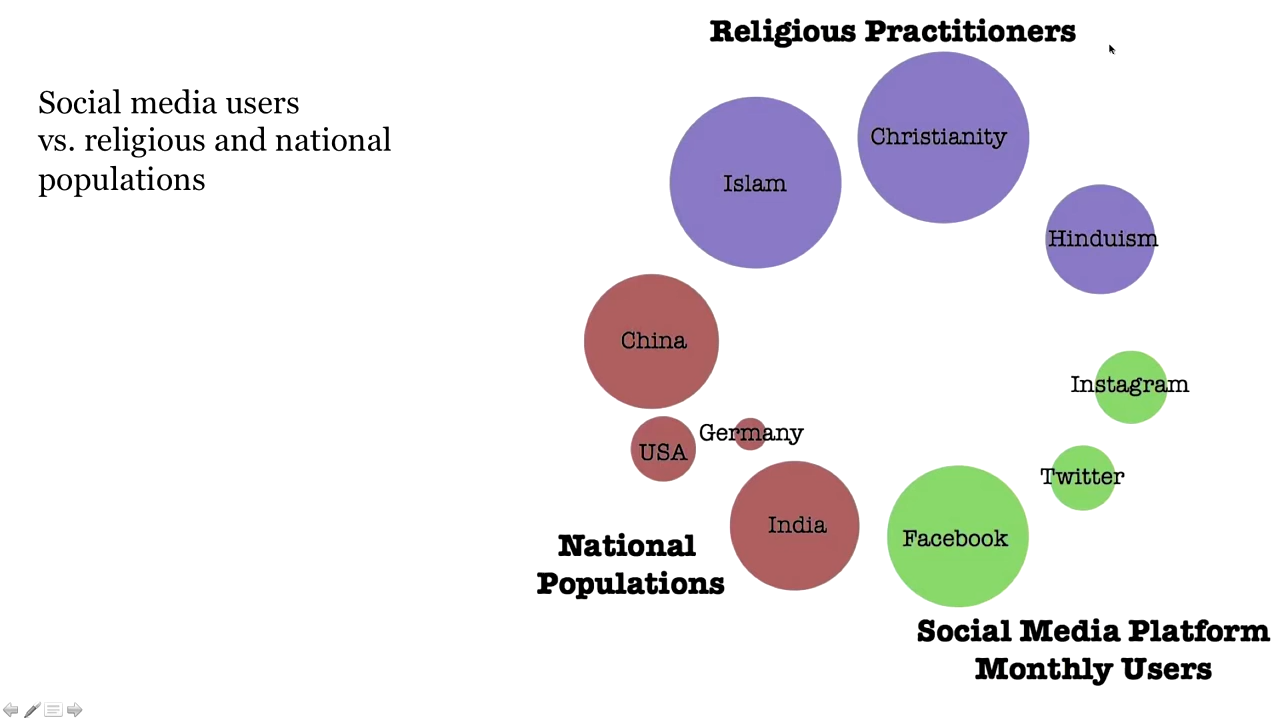 Social media users
vs. religious and national
populations
Religious Practitioners
Christianity
Islam
Hinduism
China
Instagram
Germany
USA
Twitter
India
Facebook
National
Populations
Social Media Platform
Monthly Users